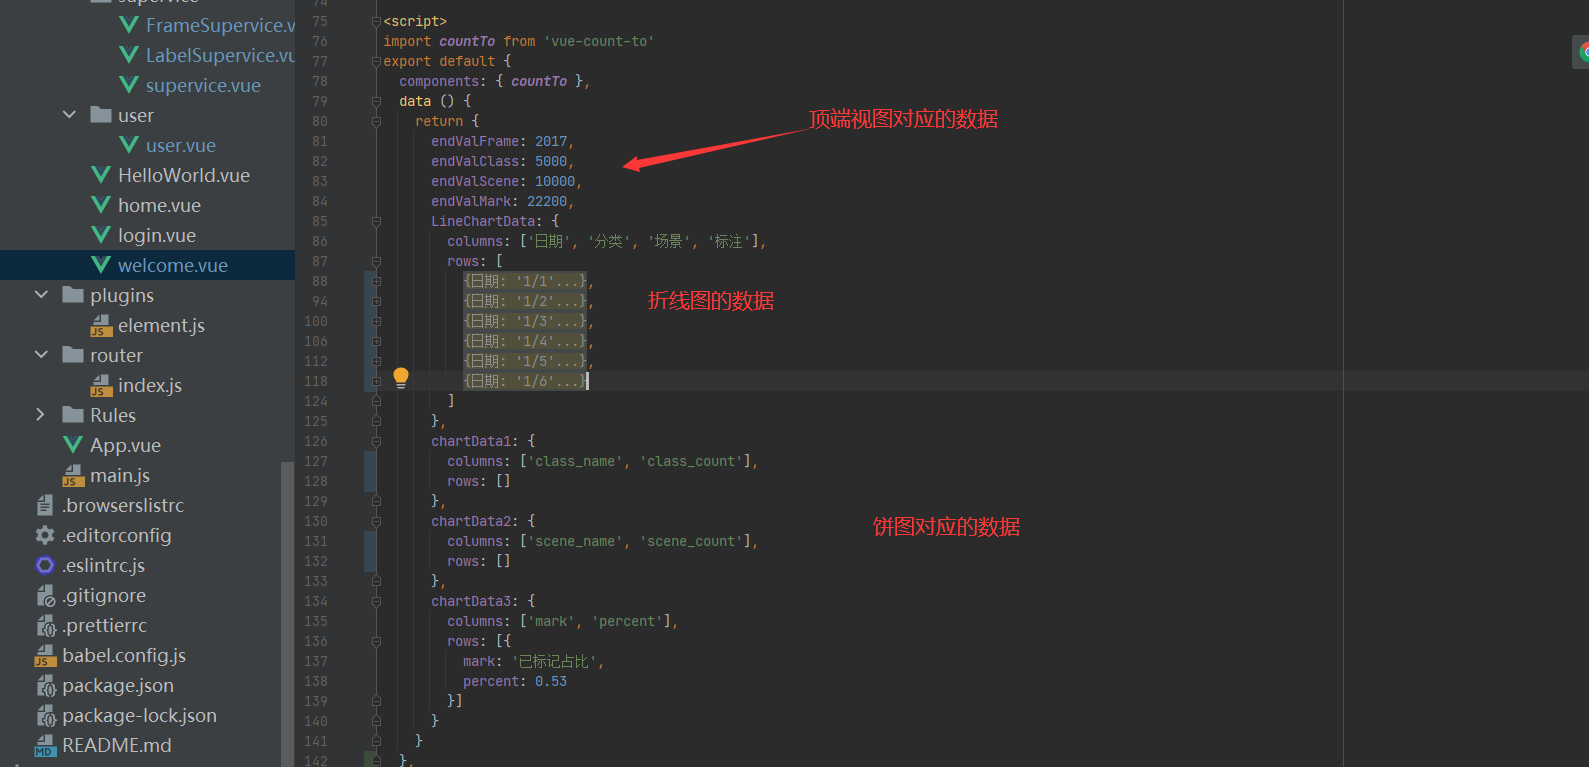 supervice
FrameSupervice.v
LabelSupervice.vu
supervice.vue
user
user.vue
HelloWorld.vue
home.vue
login.vue
welcome.vue
plugins
element.js
router
index.js
Rules
App.vue
main.js
.browserslistrc
.editorconfig
.eslintrc.js
.gitignore
.prettierrc
babel.config.js
package.json
package-lock.json
README.md
74
75 <script>
76 import countTo from 'vue-count-to'
77 export default {
78 components: { countTo },
79 data () {
80 return {
81 endValFrame: 2017,
82 endValClass: 5000,
83 endValScene: 10000,
84 endValMark: 22200,
85 LineChartData: {
86 columns: ['日期', '分类', '场景', '标注'],
87 rows: [
88 {日期: '1/1'...},
94 {日期: '1/2'...},
100 {日期: '1/3'...},
106 {日期: '1/4'...},
112 {日期: '1/5'...},
118 {日期: '1/6'...}
124 ]
125 },
126 chartData1: {
127 columns: ['class_name', 'class_count'],
128 rows: []
129 },
130 chartData2: {
131 columns: ['scene_name', 'scene_count'],
132 rows: []
133 },
134 chartData3: {
135 columns: ['mark', 'percent'],
136 rows: [{
137 mark: '已标记占比',
138 percent: 0.53
139 }]
140 }
141 }
142 },
顶端视图对应的数据
折线图的数据
饼图对应的数据